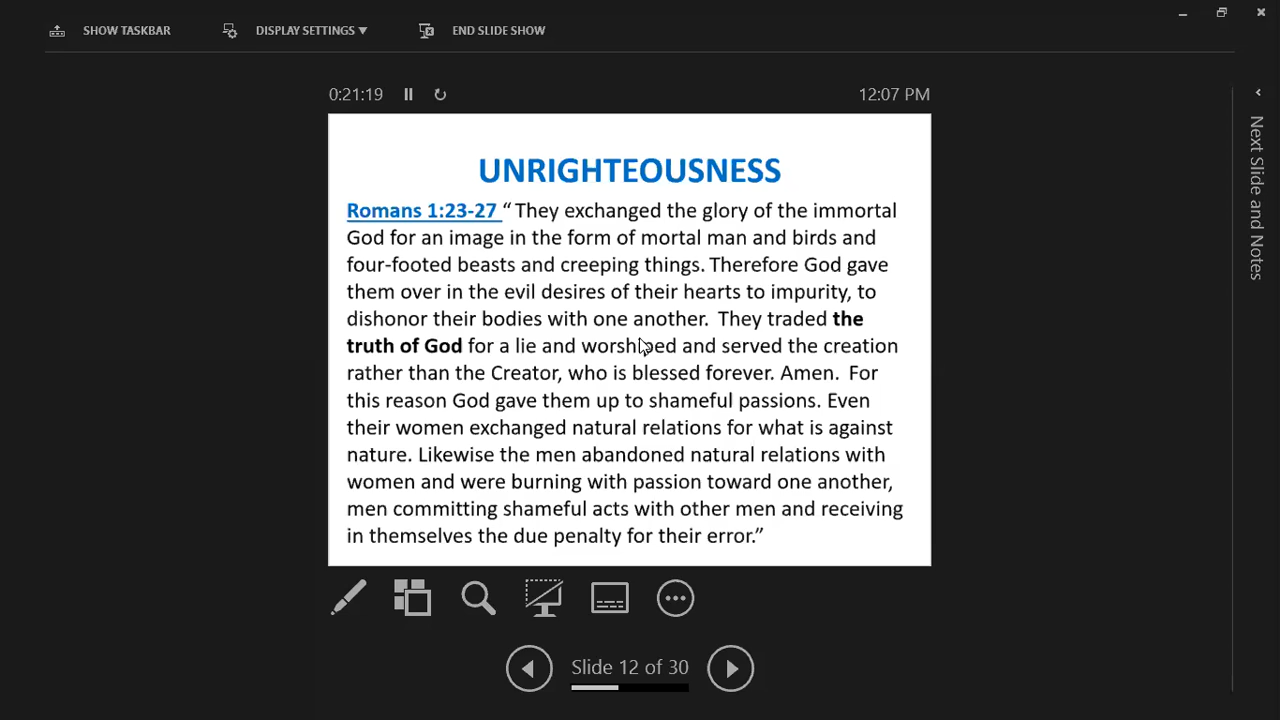 SHOW TASKBAR DISPLAY SETTINGS ▼ END SLIDE SHOW
0:21:19 12:07 PM
UNRIGHTEOUSNESS
Romans 1:23-27 “ They exchanged the glory of the immortal
God for an image in the form of mortal man and birds and
four-footed beasts and creeping things. Therefore God gave
them over in the evil desires of their hearts to impurity, to
dishonor their bodies with one another. They traded the
truth of God for a lie and worshiped and served the creation
rather than the Creator, who is blessed forever. Amen. For
this reason God gave them up to shameful passions. Even
their women exchanged natural relations for what is against
nature. Likewise the men abandoned natural relations with
women and were burning with passion toward one another,
men committing shameful acts with other men and receiving
in themselves the due penalty for their error.”
Slide 12 of 30
Next Slide and Notes